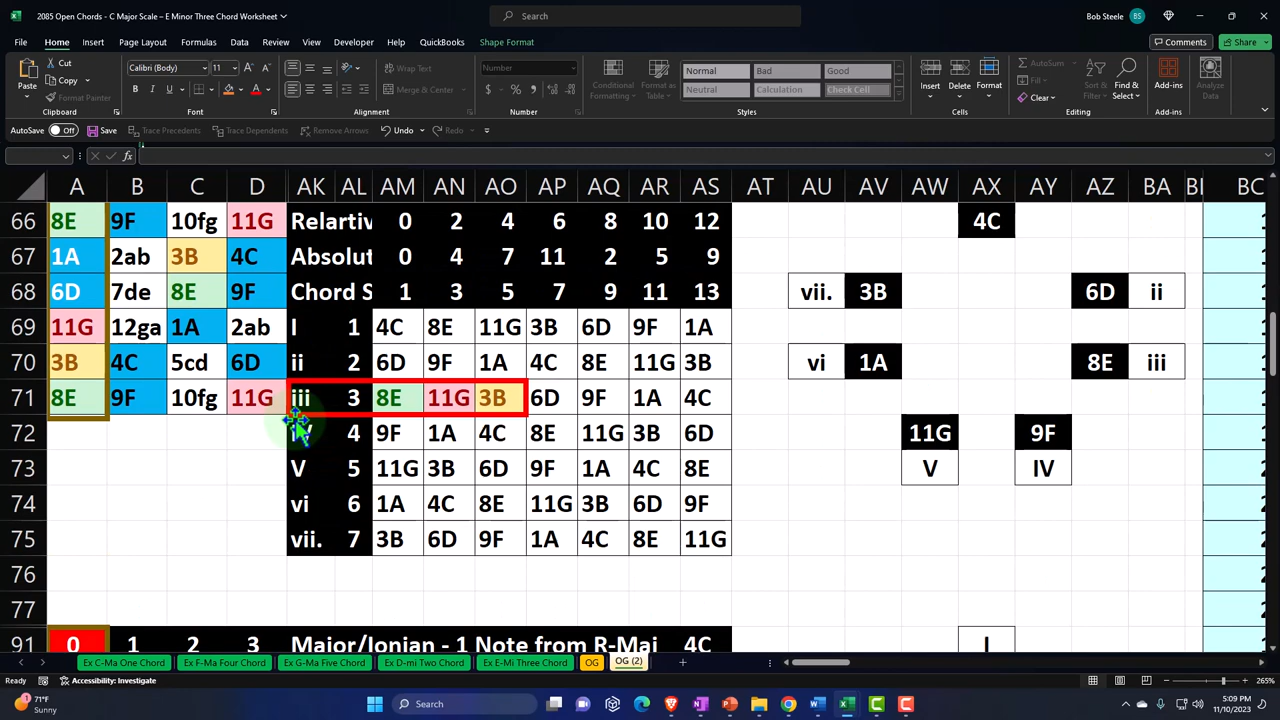 2085 Open Chords - C Major Scale – E Minor Three Chord Worksheet
Search
Bob Steele BS
File Home Insert Page Layout Formulas Data Review View Developer Help QuickBooks Shape Format
Comments Share
Paste Cut Copy Format Painter
Calibri (Body) 11
Wrap Text
Merge & Center
Number
Conditional Formatting Format as Table
Normal Bad Good
Neutral Calculation Check Cell
Insert Delete Format
AutoSum Fill Clear
Sort & Filter Find & Select
Add-ins
Analyze Data
Clipboard Font Alignment Number Styles Cells Editing Add-ins
AutoSave Off Save Trace Precedents Trace Dependents Remove Arrows Undo Redo
fx
A B C D AK AL AM AN AO AP AQ AR AS AT AU AV AW AX AY AZ BA BC
66 8E 9F 10fg 11G Relartiv 0 2 4 6 8 10 12 4C
67 1A 2ab 3B 4C Absolut 0 4 7 11 2 5 9
68 6D 7de 8E 9F Chord S 1 3 5 7 9 11 13 vii. 3B 6D ii
69 11G 12ga 1A 2ab I 1 4C 8E 11G 3B 6D 9F 1A
70 3B 4C 5cd 6D ii 2 6D 9F 1A 4C 8E 11G 3B vi 1A 8E iii
71 8E 9F 10fg 11G iii 3 8E 11G 3B 6D 9F 1A 4C
72 IV 4 9F 1A 4C 8E 11G 3B 6D 11G 9F
73 V 5 11G 3B 6D 9F 1A 4C 8E V IV
74 vi 6 1A 4C 8E 11G 3B 6D 9F
75 vii. 7 3B 6D 9F 1A 4C 8E 11G
76
77
91 0 1 2 3 Major/Ionian - 1 Note from R-Maj 4C I
Ex C-Ma One Chord Ex F-Ma Four Chord Ex G-Ma Five Chord Ex D-mi Two Chord Ex E-Mi Three Chord OG OG (2)
Ready Accessibility: Investigate 265%
71°F
Sunny
Search
5:09 PM
11/10/2023